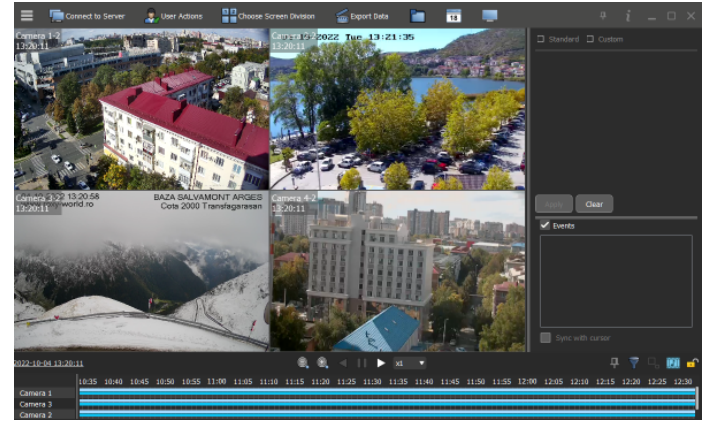 Connect to Server
User Actions
Choose Screen Division
Export Data
18
i
Camera 1-2
13:20:11
2022 Tue 13:21:35
13:20:11
Standard
Custom
Camera 3-2
13:20:58
13:20:11
world.ro
BAZA SALVAMONT ARGES
Cota 2000 Transfagarasan
Camera 4-2
13:20:11
Apply
Clear
Events
Sync with cursor
2022-10-04 13:20:11
x1
10:35 10:40 10:45 10:50 10:55 11:00 11:05 11:10 11:15 11:20 11:25 11:30 11:35 11:40 11:45 11:50 11:55 12:00 12:05 12:10 12:15 12:20 12:25 12:30
Camera 1
Camera 3
Camera 2